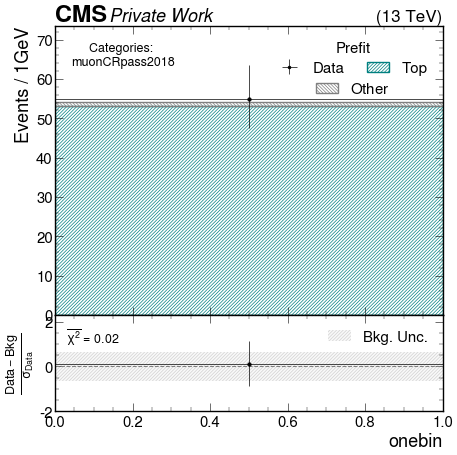 CMS Private Work (13 TeV)
Events / 1GeV
70
60
50
40
30
20
10
0
Categories:
muonCRpass2018
Prefit
Data Top
Other
Data − Bkg
σ_Data
2
0
-2
χ² = 0.02
Bkg. Unc.
0.0 0.2 0.4 0.6 0.8 1.0
onebin